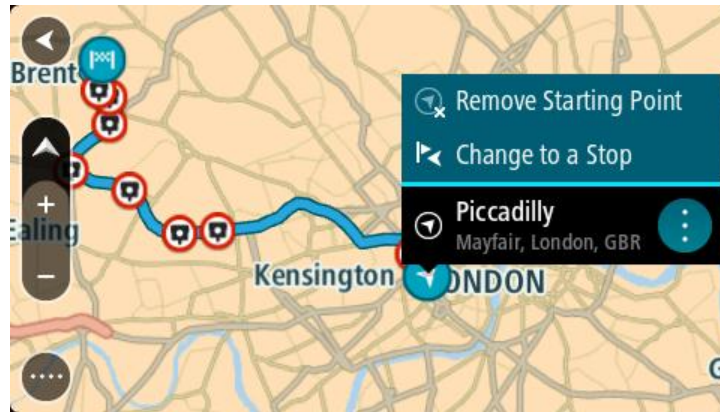 Brent
Remove Starting Point
Change to a Stop
Piccadilly
Mayfair, London, GBR
Ealing
Kensington
ONDON
G